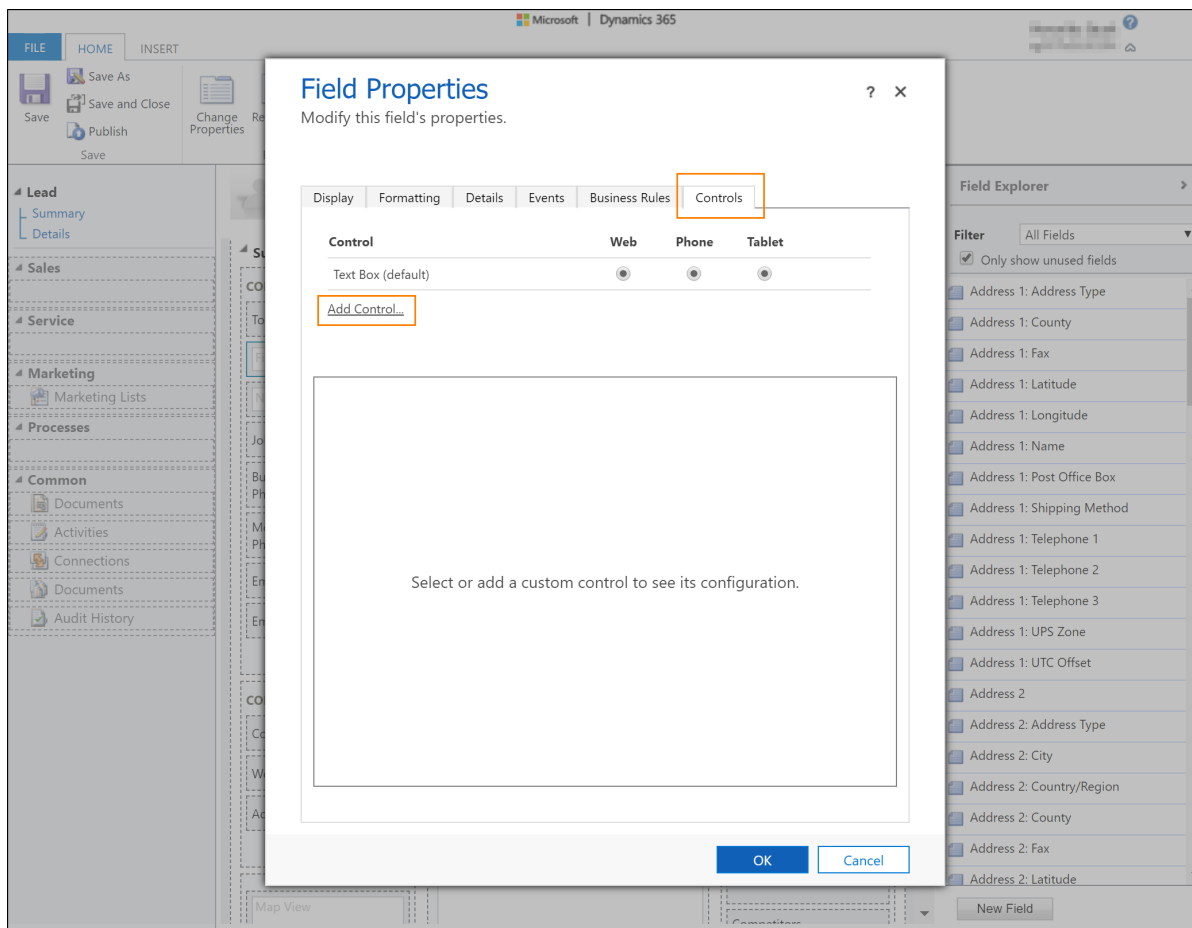 Microsoft | Dynamics 365
FILE HOME INSERT
Save
Save As
Save and Close
Publish
Save
Change Properties
Field Properties
Modify this field's properties.
? ×
Display Formatting Details Events Business Rules Controls
Control Web Phone Tablet
Text Box (default)
Add Control...
Select or add a custom control to see its configuration.
OK Cancel
Lead
Summary
Details
Sales
Service
Marketing
Marketing Lists
Processes
Common
Documents
Activities
Connections
Documents
Audit History
Map View
Competitors
Field Explorer
Filter All Fields
Only show unused fields
Address 1: Address Type
Address 1: County
Address 1: Fax
Address 1: Latitude
Address 1: Longitude
Address 1: Name
Address 1: Post Office Box
Address 1: Shipping Method
Address 1: Telephone 1
Address 1: Telephone 2
Address 1: Telephone 3
Address 1: UPS Zone
Address 1: UTC Offset
Address 2
Address 2: Address Type
Address 2: City
Address 2: Country/Region
Address 2: County
Address 2: Fax
Address 2: Latitude
New Field